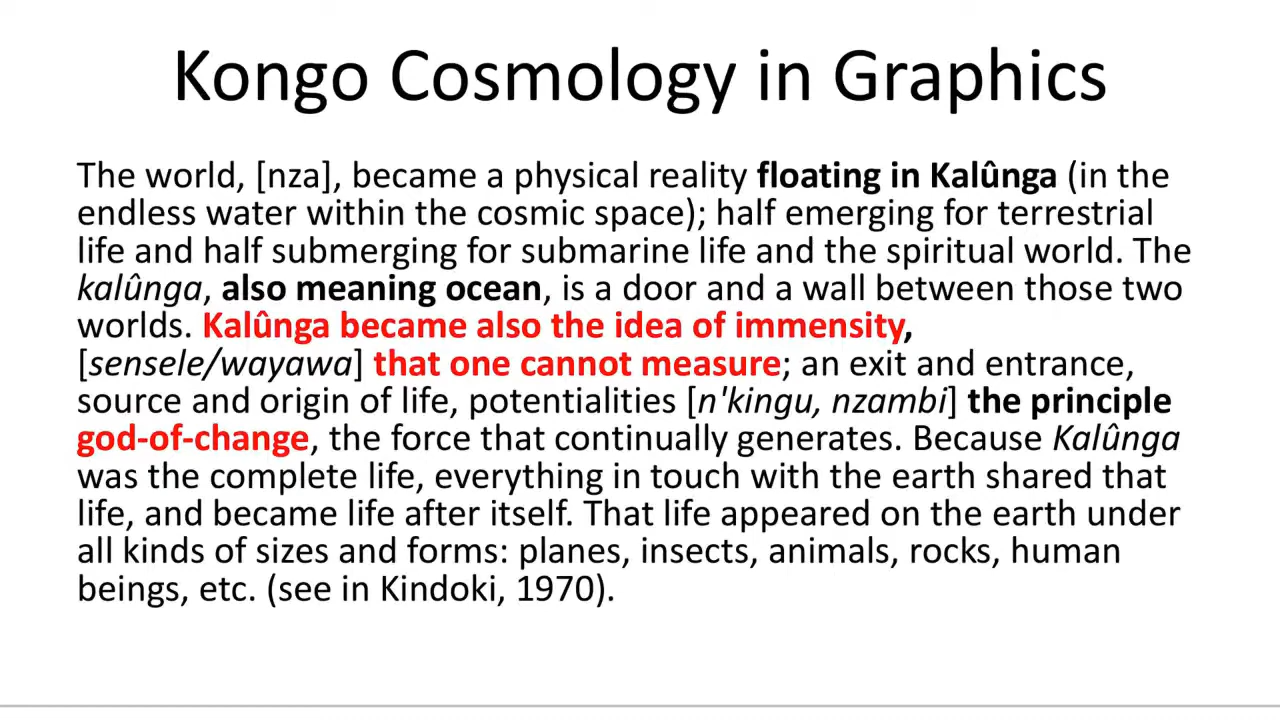 Kongo Cosmology in Graphics
The world, [nza], became a physical reality floating in Kalûnga (in the
endless water within the cosmic space); half emerging for terrestrial
life and half submerging for submarine life and the spiritual world. The
kalûnga, also meaning ocean, is a door and a wall between those two
worlds. Kalûnga became also the idea of immensity,
[sensele/wayawa] that one cannot measure; an exit and entrance,
source and origin of life, potentialities [n'kingu, nzambi] the principle
god-of-change, the force that continually generates. Because Kalûnga
was the complete life, everything in touch with the earth shared that
life, and became life after itself. That life appeared on the earth under
all kinds of sizes and forms: planes, insects, animals, rocks, human
beings, etc. (see in Kindoki, 1970).